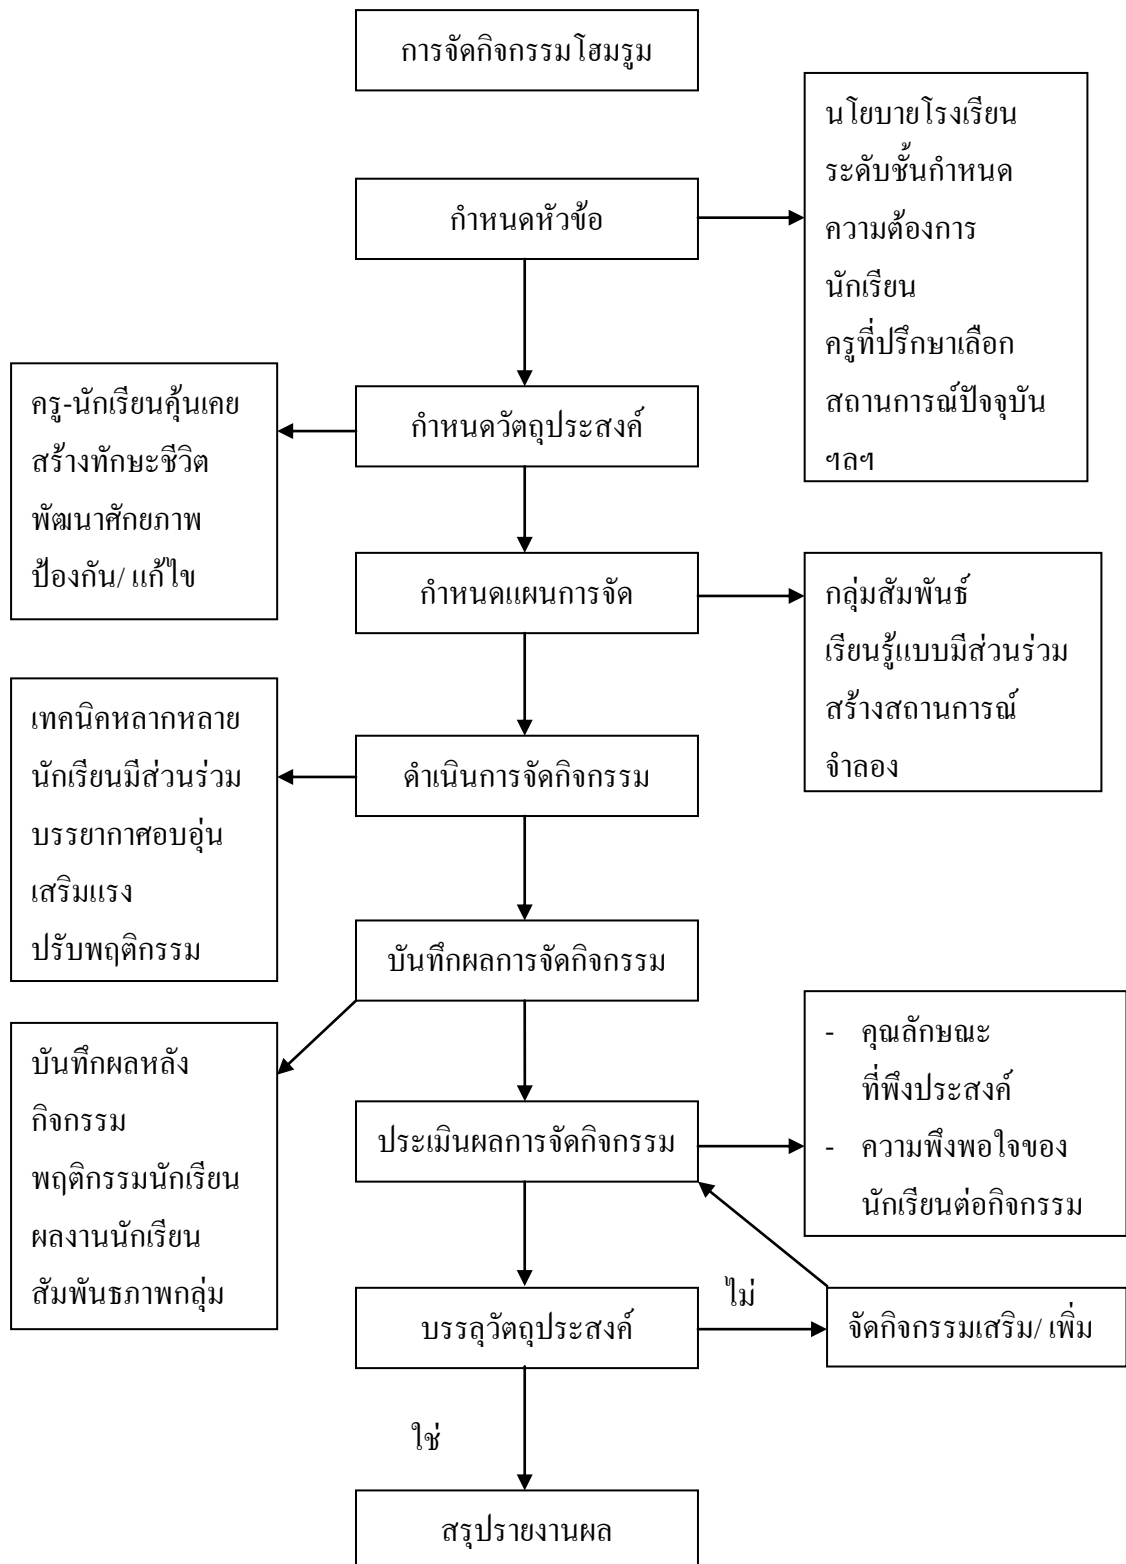 การจัดกิจกรรมโฮมรูม
กำหนดหัวข้อ
นโยบายโรงเรียน
ระดับชั้นกำหนด
ความต้องการ
นักเรียน
ครูที่ปรึกษาเลือก
สถานการณ์ปัจจุบัน
ฯลฯ
กำหนดวัตถุประสงค์
ครู-นักเรียนคุ้นเคย
สร้างทักษะชีวิต
พัฒนาศักยภาพ
ป้องกัน/ แก้ไข
กำหนดแผนการจัด
กลุ่มสัมพันธ์
เรียนรู้แบบมีส่วนร่วม
สร้างสถานการณ์
จำลอง
ดำเนินการจัดกิจกรรม
เทคนิคหลากหลาย
นักเรียนมีส่วนร่วม
บรรยากาศอบอุ่น
เสริมแรง
ปรับพฤติกรรม
บันทึกผลการจัดกิจกรรม
บันทึกผลหลัง
กิจกรรม
พฤติกรรมนักเรียน
ผลงานนักเรียน
สัมพันธภาพกลุ่ม
ประเมินผลการจัดกิจกรรม
- คุณลักษณะ
ที่พึงประสงค์
- ความพึงพอใจของ
นักเรียนต่อกิจกรรม
บรรลุวัตถุประสงค์
ไม่
จัดกิจกรรมเสริม/ เพิ่ม
ใช่
สรุปรายงานผล